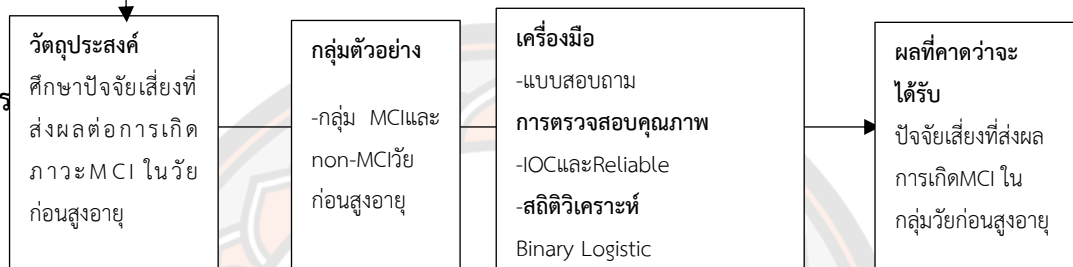 วัตถุประสงค์
ศึกษาปัจจัยเสี่ยงที่
ส่งผลต่อการเกิด
ภาวะMCI ในวัย
ก่อนสูงอายุ
กลุ่มตัวอย่าง
-กลุ่ม MCIและ
non-MCIวัย
ก่อนสูงอายุ
เครื่องมือ
-แบบสอบถาม
การตรวจสอบคุณภาพ
-IOCและReliable
-สถิติวิเคราะห์
Binary Logistic
ผลที่คาดว่าจะ
ได้รับ
ปัจจัยเสี่ยงที่ส่งผล
การเกิดMCI ใน
กลุ่มวัยก่อนสูงอายุ